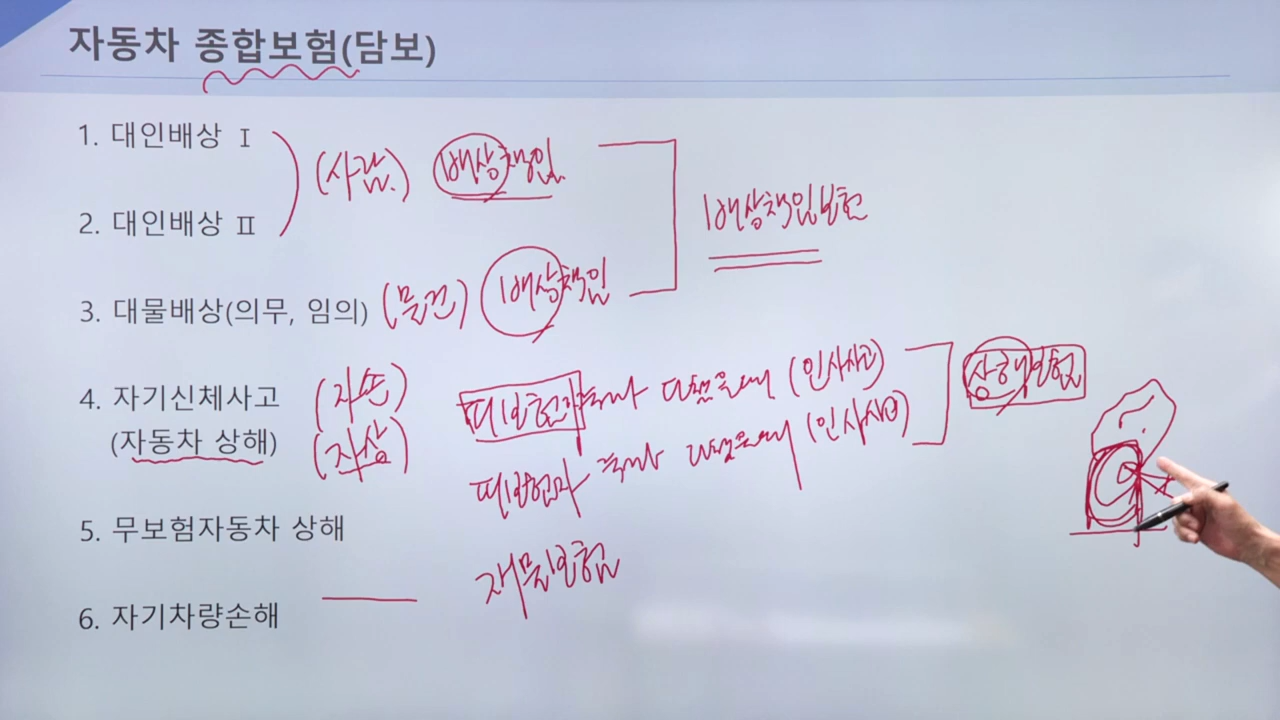 자동차 종합보험(담보)
1. 대인배상 Ⅰ
(사람) 배상책임
2. 대인배상 Ⅱ
배상책임보험
3. 대물배상(의무, 임의) (물건) 배상책임
4. 자기신체사고 (자손) 피보험자 죽거나 다쳤을때 (인사사고) 상해보험
(자동차 상해) (자상) 피보험자 죽거나 다쳤을때 (인사사고)
5. 무보험자동차 상해
재물보험
6. 자기차량손해